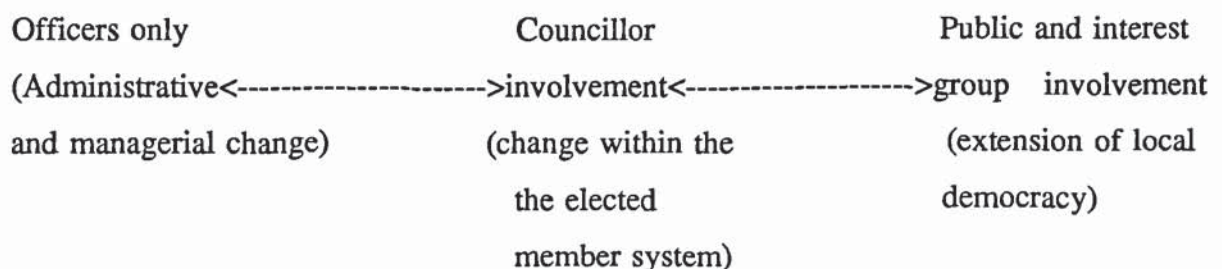 Officers only Councillor Public and interest
(Administrative<---------------------->involvement<-------------------->group involvement
and managerial change) (change within the (extension of local
the elected democracy)
member system)